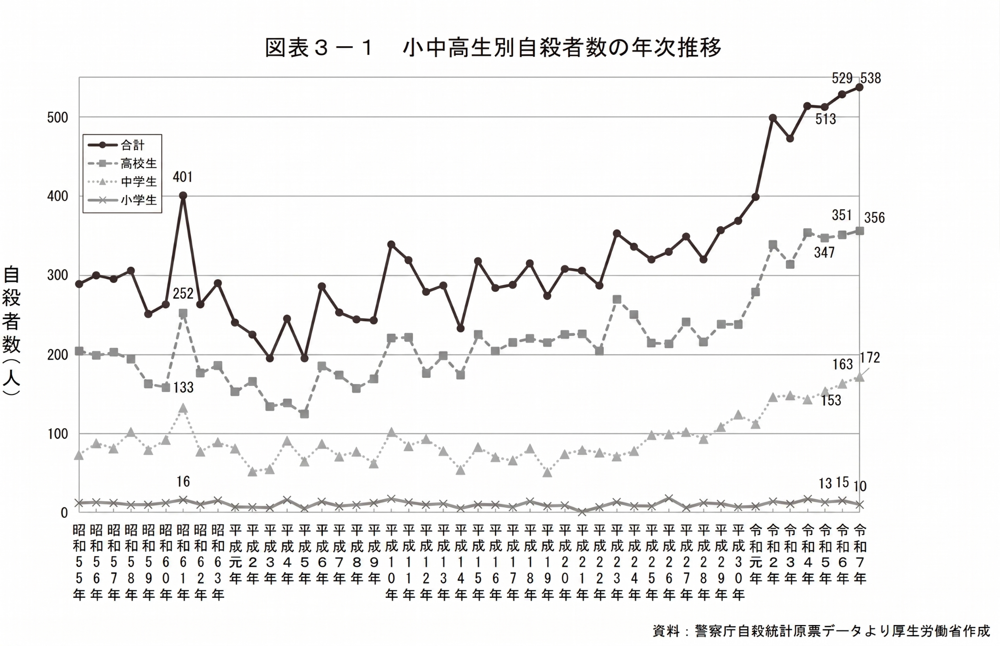 図表３－１　小中高生別自殺者数の年次推移
自殺者数（人）
500
400
300
200
100
0
合計
高校生
中学生
小学生
401
252
133
16
529
538
513
351
356
347
163
172
153
13
15
10
昭和55年
昭和56年
昭和57年
昭和58年
昭和59年
昭和60年
昭和61年
昭和62年
昭和63年
平成元年
平成２年
平成３年
平成４年
平成５年
平成６年
平成７年
平成８年
平成９年
平成10年
平成11年
平成12年
平成13年
平成14年
平成15年
平成16年
平成17年
平成18年
平成19年
平成20年
平成21年
平成22年
平成23年
平成24年
平成25年
平成26年
平成27年
平成28年
平成29年
平成30年
令和元年
令和２年
令和３年
令和４年
令和５年
令和６年
令和７年
資料：警察庁自殺統計原票データより厚生労働省作成